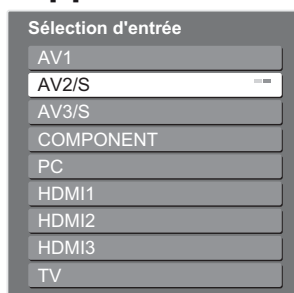 Sélection d'entrée
AV1
AV2/S
AV3/S
COMPONENT
PC
HDMI1
HDMI2
HDMI3
TV